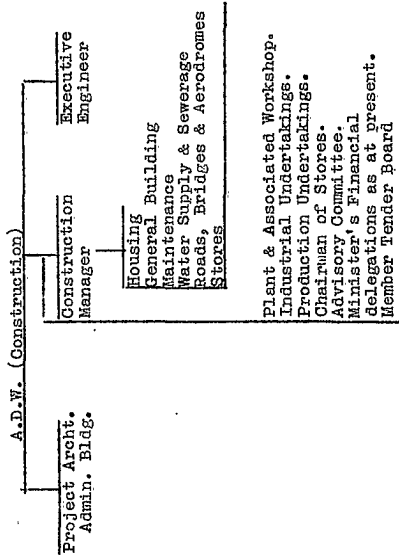 A.D.W. (Construction)
Project Archt.
Admin. Bldg.
Construction
Manager
Executive
Engineer
Housing
General Building
Maintenance
Water Supply & Sewerage
Roads, Bridges & Aerodromes
Stores
Plant & Associated Workshop.
Industrial Undertakings.
Production Undertakings.
Chairman of Stores.
Advisory Committee.
Minister's Financial
delegations as at present.
Member Tender Board